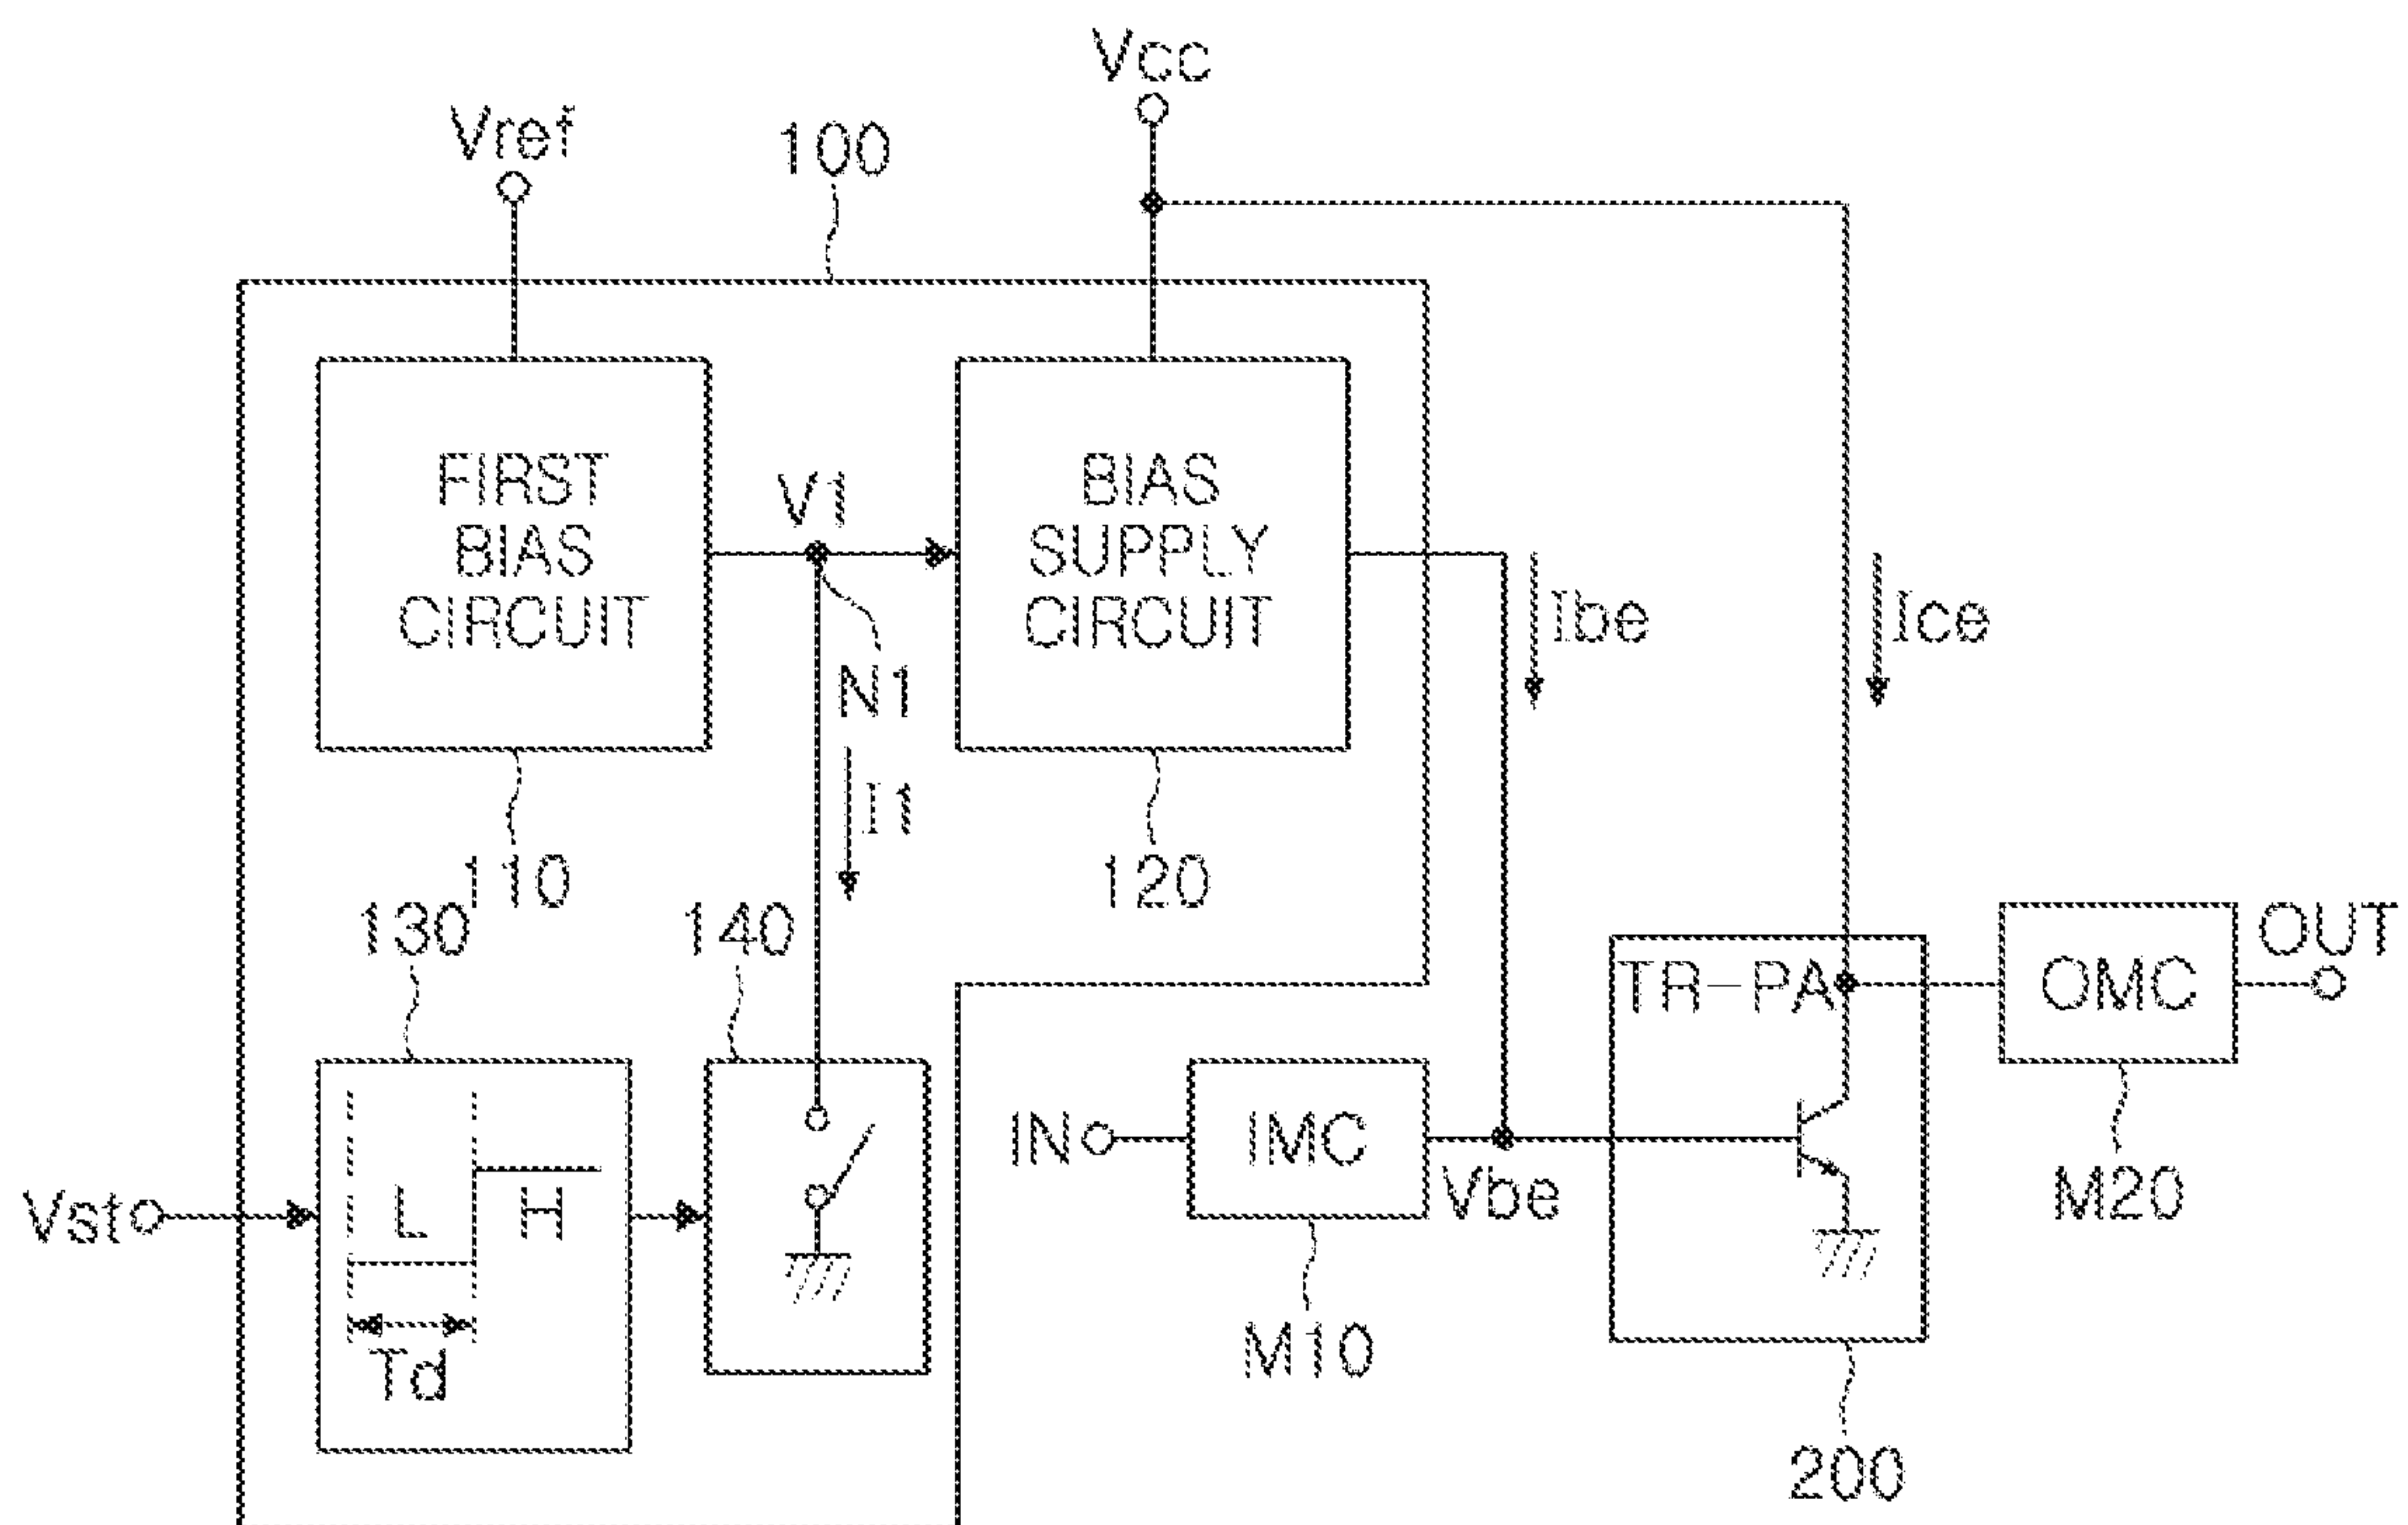 Vcc
Vref
100
FIRST
BIAS
CIRCUIT
V1
BIAS
SUPPLY
CIRCUIT
N1
Ibe
Ice
I1
110
120
130
140
TR-PA
OMC
OUT
IN
IMC
Vbe
M20
Vst
L
H
Td
M10
200